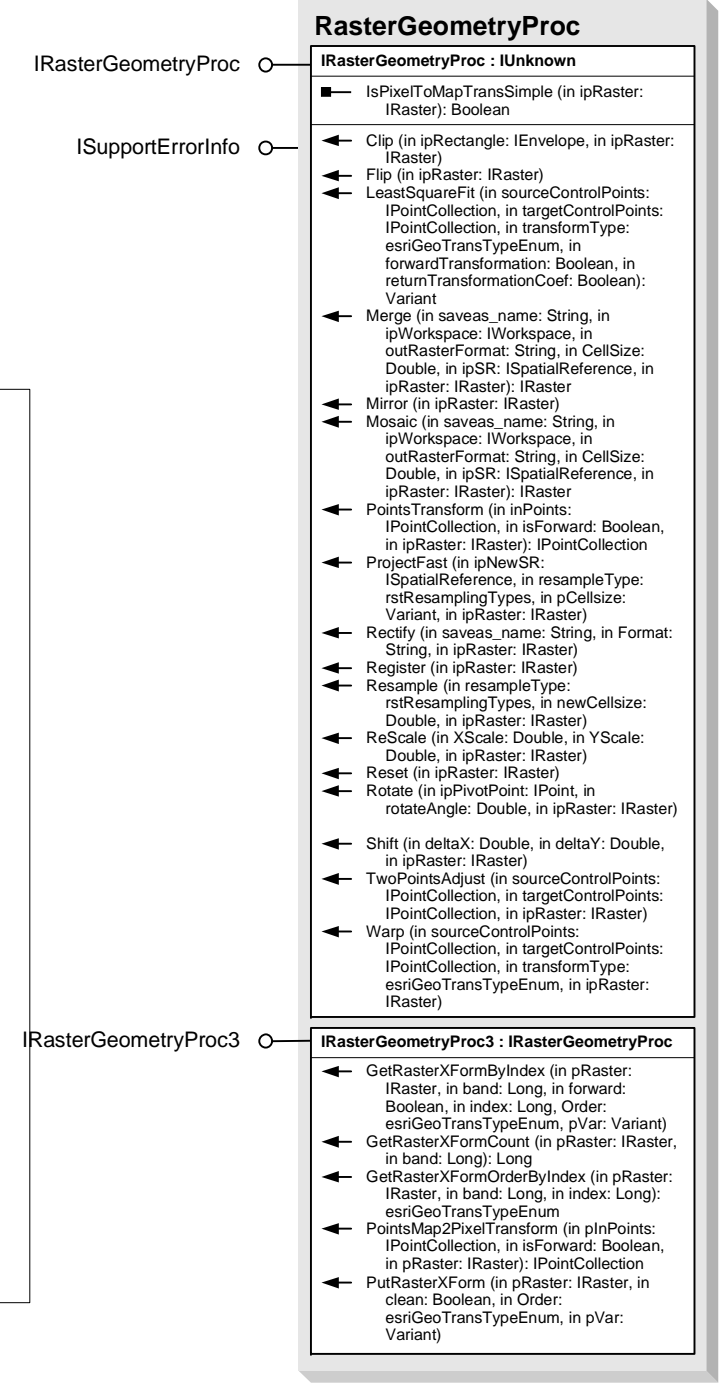 RasterGeometryProc
IRasterGeometryProc
IRasterGeometryProc : IUnknown
IsPixelToMapTransSimple (in ipRaster:
IRaster): Boolean
ISupportErrorInfo
Clip (in ipRectangle: IEnvelope, in ipRaster:
IRaster)
Flip (in ipRaster: IRaster)
LeastSquareFit (in sourceControlPoints:
IPointCollection, in targetControlPoints:
IPointCollection, in transformType:
esriGeoTransTypeEnum, in
forwardTransformation: Boolean, in
returnTransformationCoef: Boolean):
Variant
Merge (in saveas_name: String, in
ipWorkspace: IWorkspace, in
outRasterFormat: String, in CellSize:
Double, in ipSR: ISpatialReference, in
ipRaster: IRaster): IRaster
Mirror (in ipRaster: IRaster)
Mosaic (in saveas_name: String, in
ipWorkspace: IWorkspace, in
outRasterFormat: String, in CellSize:
Double, in ipSR: ISpatialReference, in
ipRaster: IRaster): IRaster
PointsTransform (in inPoints:
IPointCollection, in isForward: Boolean,
in ipRaster: IRaster): IPointCollection
ProjectFast (in ipNewSR:
ISpatialReference, in resampleType:
rstResamplingTypes, in pCellsize:
Variant, in ipRaster: IRaster)
Rectify (in saveas_name: String, in Format:
String, in ipRaster: IRaster)
Register (in ipRaster: IRaster)
Resample (in resampleType:
rstResamplingTypes, in newCellsize:
Double, in ipRaster: IRaster)
ReScale (in XScale: Double, in YScale:
Double, in ipRaster: IRaster)
Reset (in ipRaster: IRaster)
Rotate (in ipPivotPoint: IPoint, in
rotateAngle: Double, in ipRaster: IRaster)
Shift (in deltaX: Double, in deltaY: Double,
in ipRaster: IRaster)
TwoPointsAdjust (in sourceControlPoints:
IPointCollection, in targetControlPoints:
IPointCollection, in ipRaster: IRaster)
Warp (in sourceControlPoints:
IPointCollection, in targetControlPoints:
IPointCollection, in transformType:
esriGeoTransTypeEnum, in ipRaster:
IRaster)
IRasterGeometryProc3
IRasterGeometryProc3 : IRasterGeometryProc
GetRasterXFormByIndex (in pRaster:
IRaster, in band: Long, in forward:
Boolean, in index: Long, Order:
esriGeoTransTypeEnum, pVar: Variant)
GetRasterXFormCount (in pRaster: IRaster,
in band: Long): Long
GetRasterXFormOrderByIndex (in pRaster:
IRaster, in band: Long, in index: Long):
esriGeoTransTypeEnum
PointsMap2PixelTransform (in pInPoints:
IPointCollection, in isForward: Boolean,
in pRaster: IRaster): IPointCollection
PutRasterXForm (in pRaster: IRaster, in
clean: Boolean, in Order:
esriGeoTransTypeEnum, in pVar:
Variant)